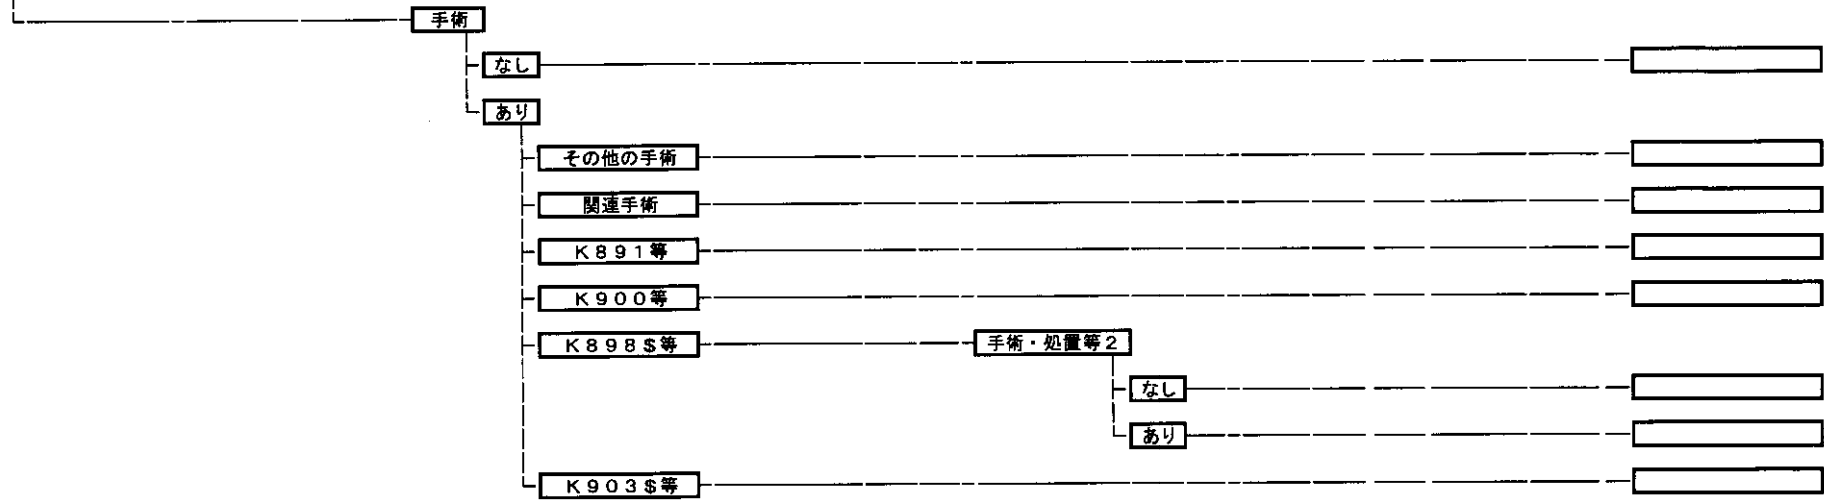 手術
なし
あり
その他の手術
関連手術
K891等
K900等
K898$等
手術・処置等2
なし
あり
K903$等